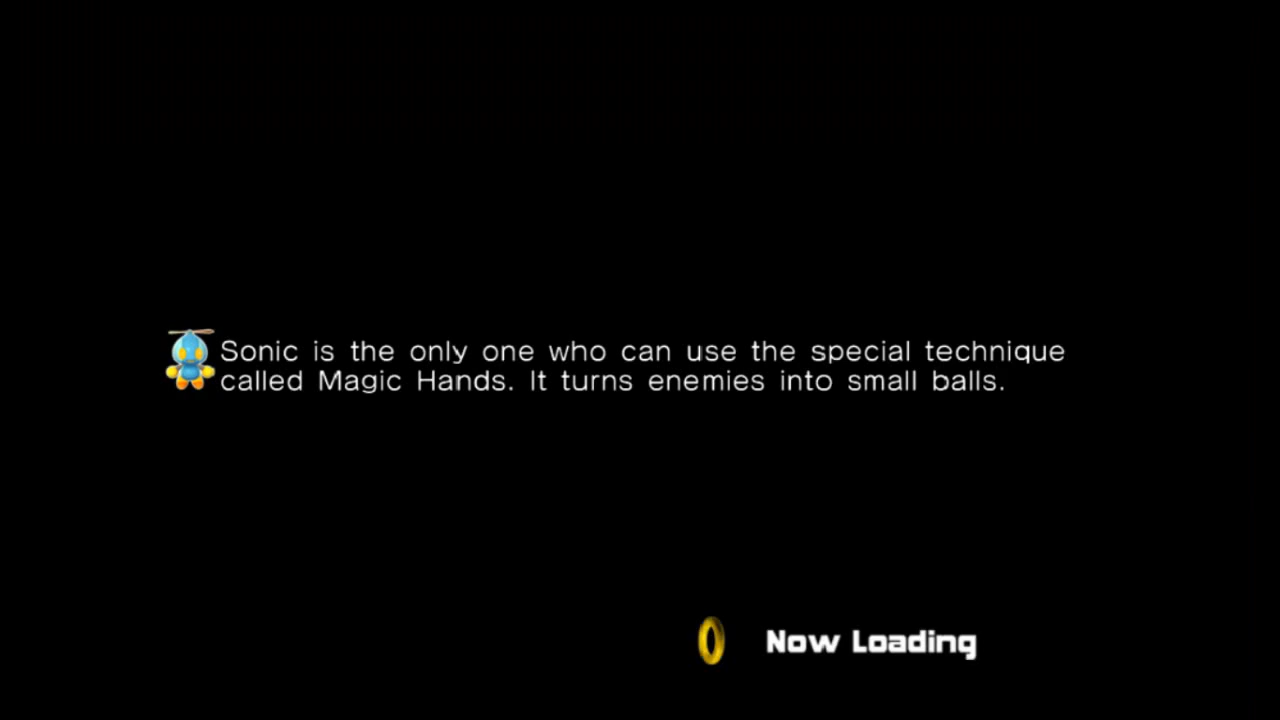 Sonic is the only one who can use the special technique
called Magic Hands. It turns enemies into small balls.
Now Loading